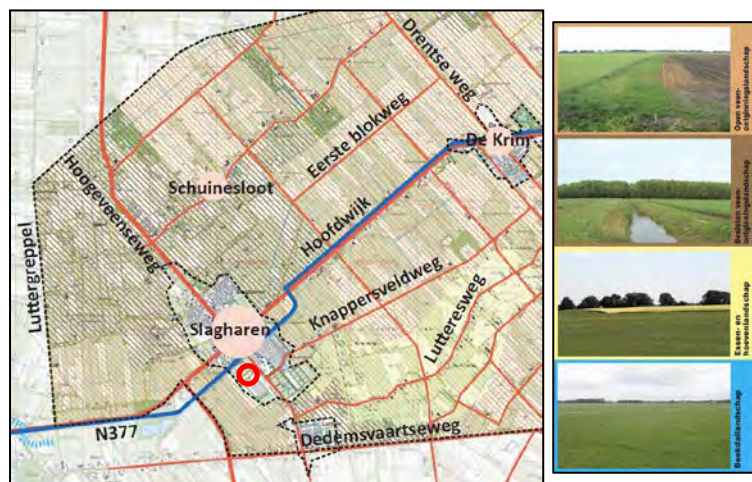 Drentse weg
De Krim
Eerste blokweg
Schuinesloot
Hoofdwijk
Hoogeveenseweg
Luttergreppel
Knappersveldweg
Slagharen
Lutteresweg
N377
Dedemsvaartseweg
Open veen-
ontginningslandschap
Besloten veen-
ontginningslandschap
Essen- en
hoevenlandschap
Beekdallandschap